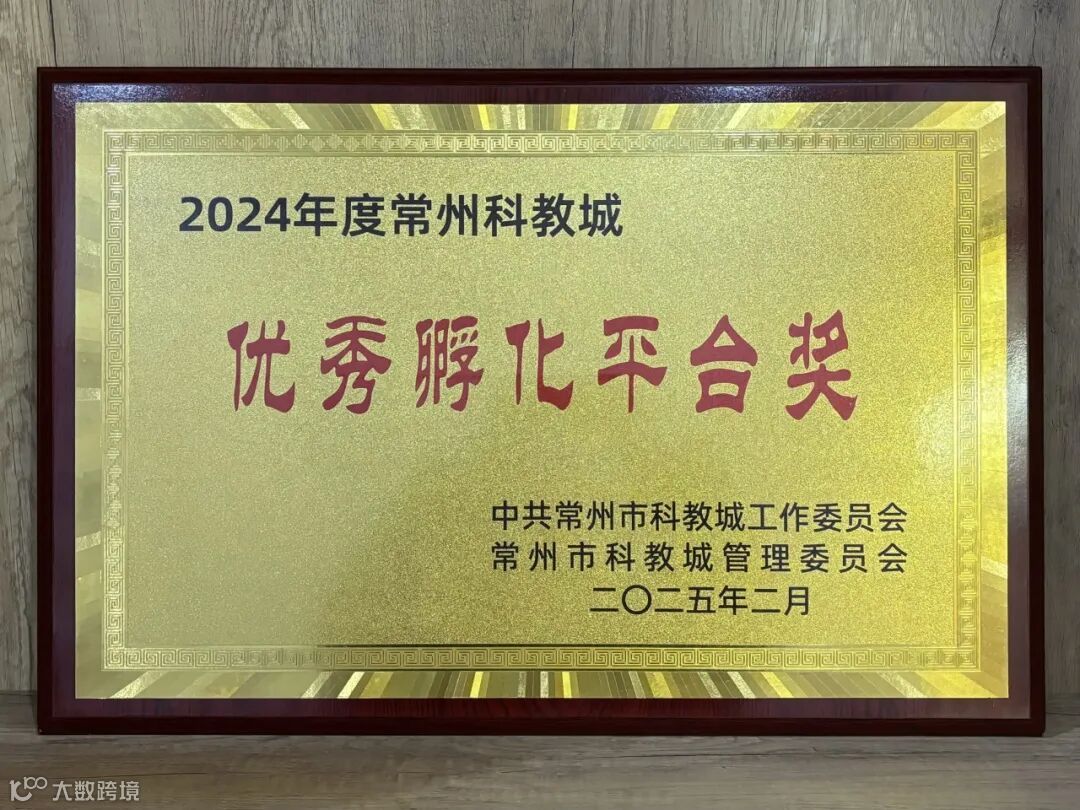 2024年度常州科教城
优秀孵化平台奖
中共常州市科教城工作委员会
常州市科教城管理委员会
二〇二五年二月
大数跨境